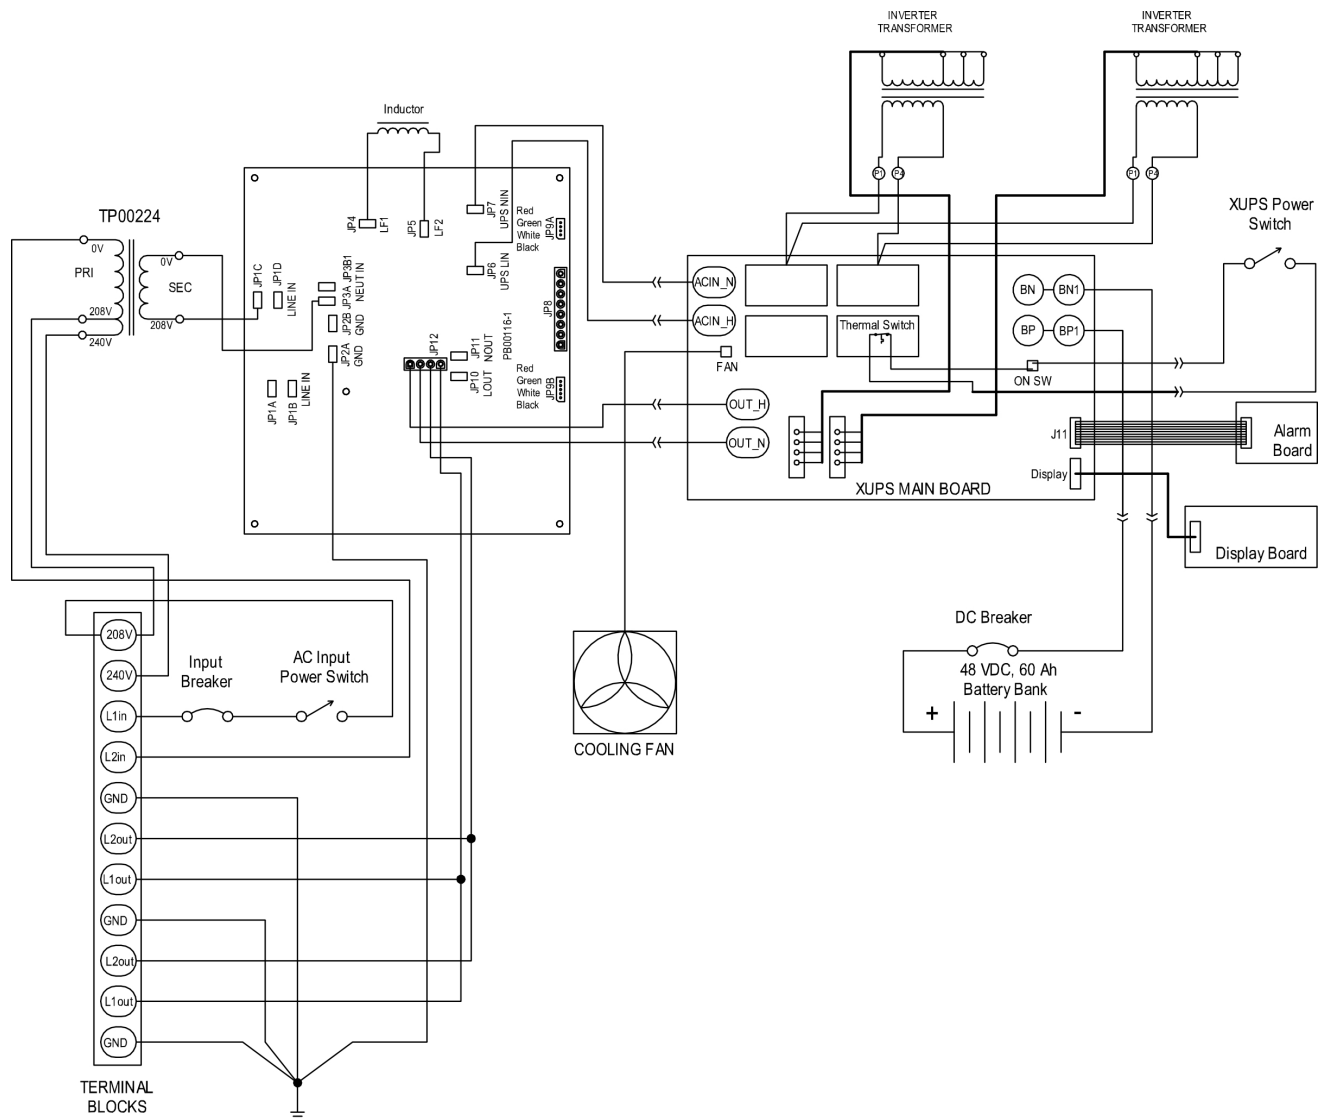 INVERTER
TRANSFORMER
INVERTER
TRANSFORMER
Inductor
P1
P4
P1
P4
XUPS Power
Switch
TP00224
0V
PRI
208V
240V
0V
SEC
208V
JP4
LF1
JP5
LF2
JP7
UPS NIN
JP6
UPS LIN
Red
Green
White
Black
JP9A
JP1C
JP1D
LINE IN
JP3B1
JP3A
NEUT IN
JP2B
GND
JP2A
GND
JP8
PB00116-1
JP12
JP11
NOUT
JP10
LOUT
Red
Green
White
Black
JP9B
JP1A
JP1B
LINE IN
ACIN_N
ACIN_H
FAN
OUT_H
OUT_N
Thermal Switch
BN
BN1
BP
BP1
ON SW
J11
Display
XUPS MAIN BOARD
Alarm
Board
Display Board
DC Breaker
48 VDC, 60 Ah
Battery Bank
+
-
COOLING FAN
Input
Breaker
AC Input
Power Switch
208V
240V
L1in
L2in
GND
L2out
L1out
GND
L2out
L1out
GND
TERMINAL
BLOCKS